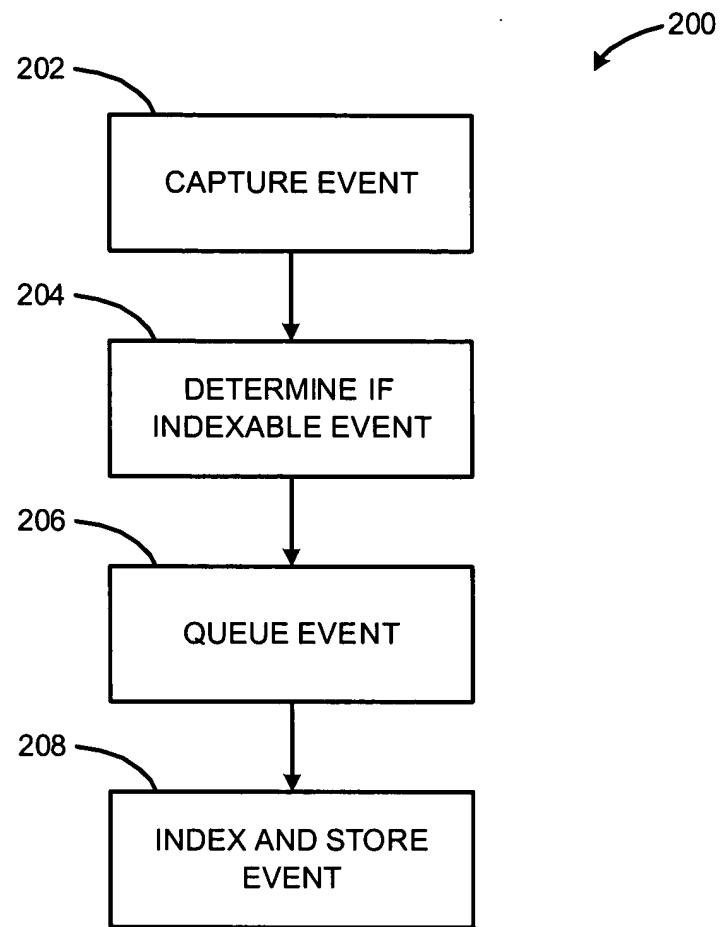 200
202
CAPTURE EVENT
204
DETERMINE IF
INDEXABLE EVENT
206
QUEUE EVENT
208
INDEX AND STORE
EVENT